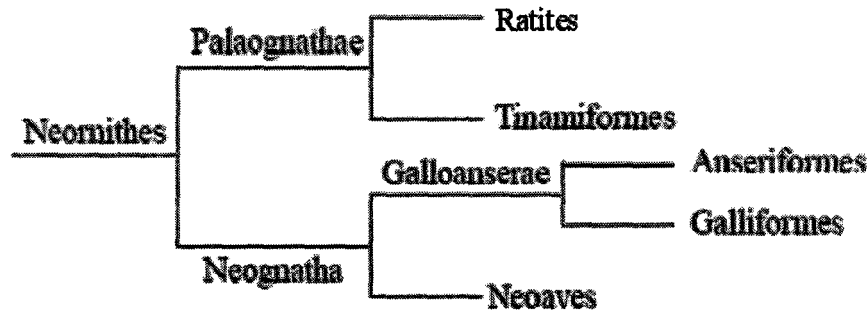 Ratites
Palaognathae
Tinamiformes
Neornithes
Anseriformes
Galloanserae
Galliformes
Neognatha
Neoaves